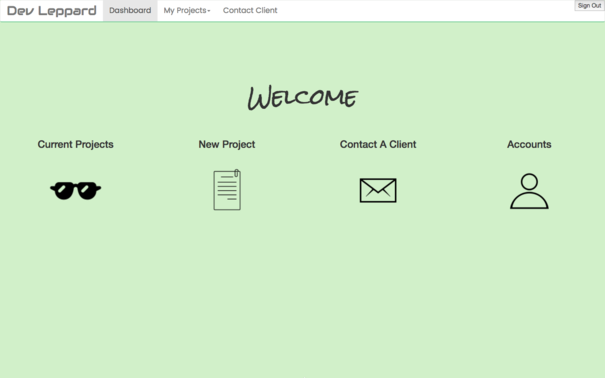 Dev Leppard Dashboard My Projects Contact Client Sign Out
Welcome
Current Projects New Project Contact A Client Accounts